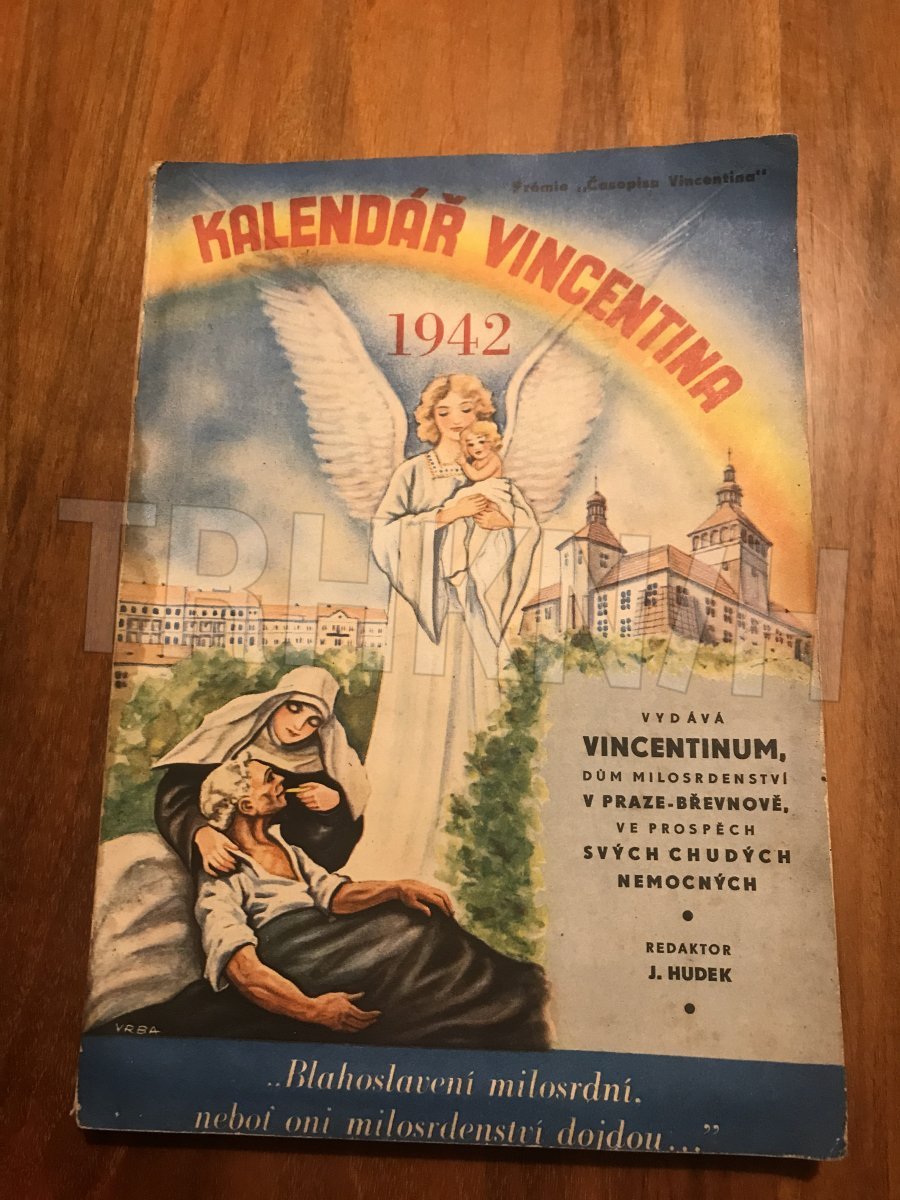 Prémie „Časopisu Vincentina"
KALENDÁŘ VINCENTINA
1942
VYDÁVÁ
VINCENTINUM,
DŮM MILOSRDENSTVÍ
V PRAZE-BŘEVNOVĚ,
VE PROSPĚCH
SVÝCH CHUDÝCH
NEMOCNÝCH
REDAKTOR
J. HUDEK
VRBA
„Blahoslavení milosrdní,
neboť oni milosrdenství dojdou..."